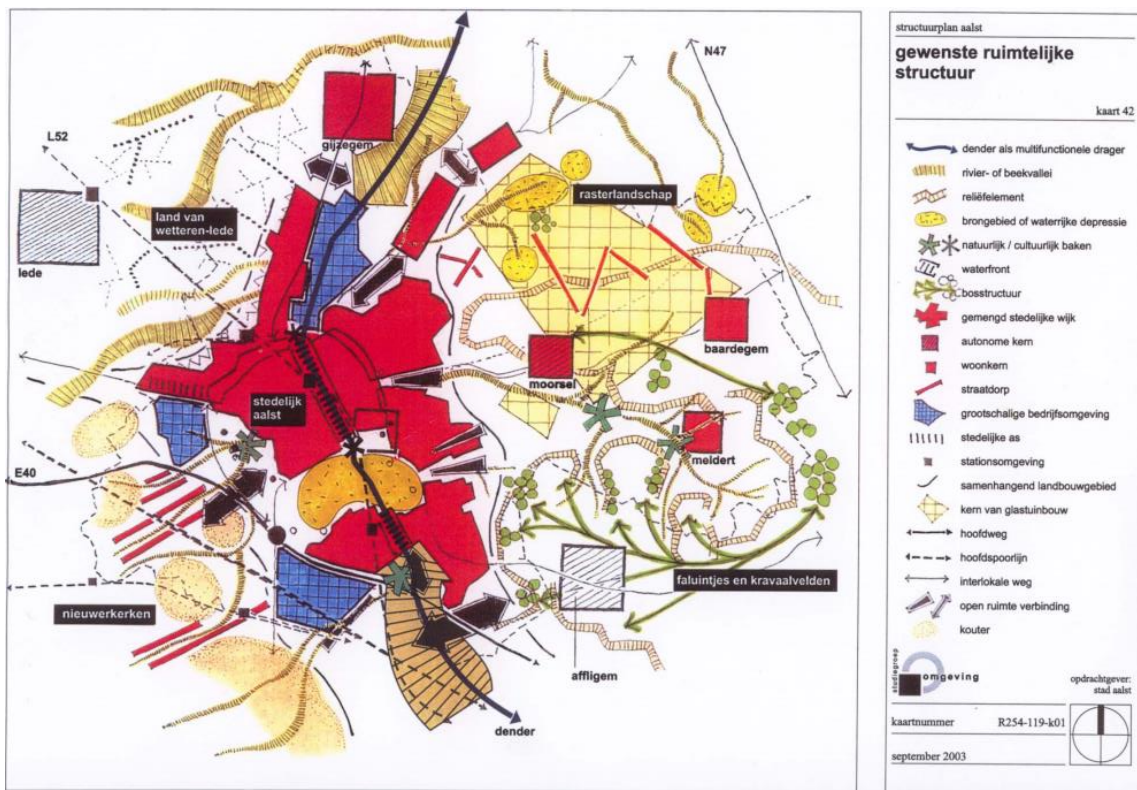 N47
L52
gijzegem
rasterlandschap
land van
wetteren-lede
lede
baardegem
moorsel
stedelijk
aalst
meldert
E40
nieuwerkerken
faluintjes en kravaalvelden
affligem
dender
structuurplan aalst
gewenste ruimtelijke
structuur
kaart 42
dender als multifunctionele drager
rivier- of beekvallei
reliëfelement
brongebied of waterrijke depressie
natuurlijk / cultuurlijk baken
waterfront
bosstructuur
gemengd stedelijke wijk
autonome kern
woonkern
straatdorp
grootschalige bedrijfsomgeving
stedelijke as
stationsomgeving
samenhangend landbouwgebied
kern van glastuinbouw
hoofdweg
hoofdspoorlijn
interlokale weg
open ruimte verbinding
kouter
studiegroep
omgeving
opdrachtgever:
stad aalst
kaartnummer R254-119-k01
september 2003